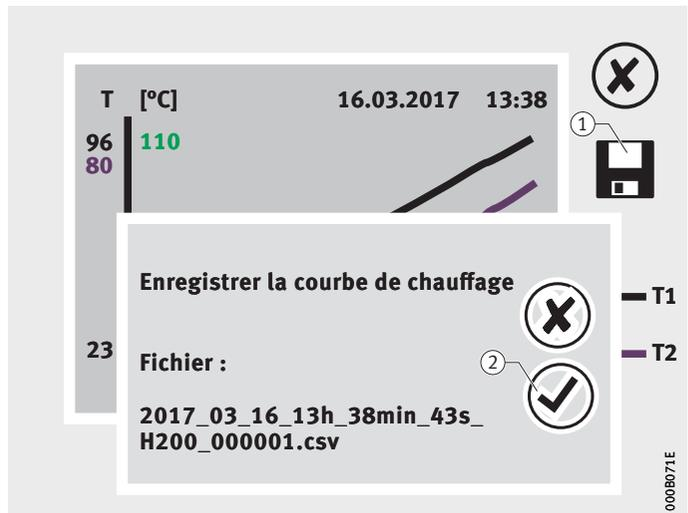 T [°C] 16.03.2017 13:38
96 110
80
1
Enregistrer la courbe de chauffage
T1
23
T2
Fichier :
2
2017_03_16_13h_38min_43s_
H200_000001.csv
000B071E